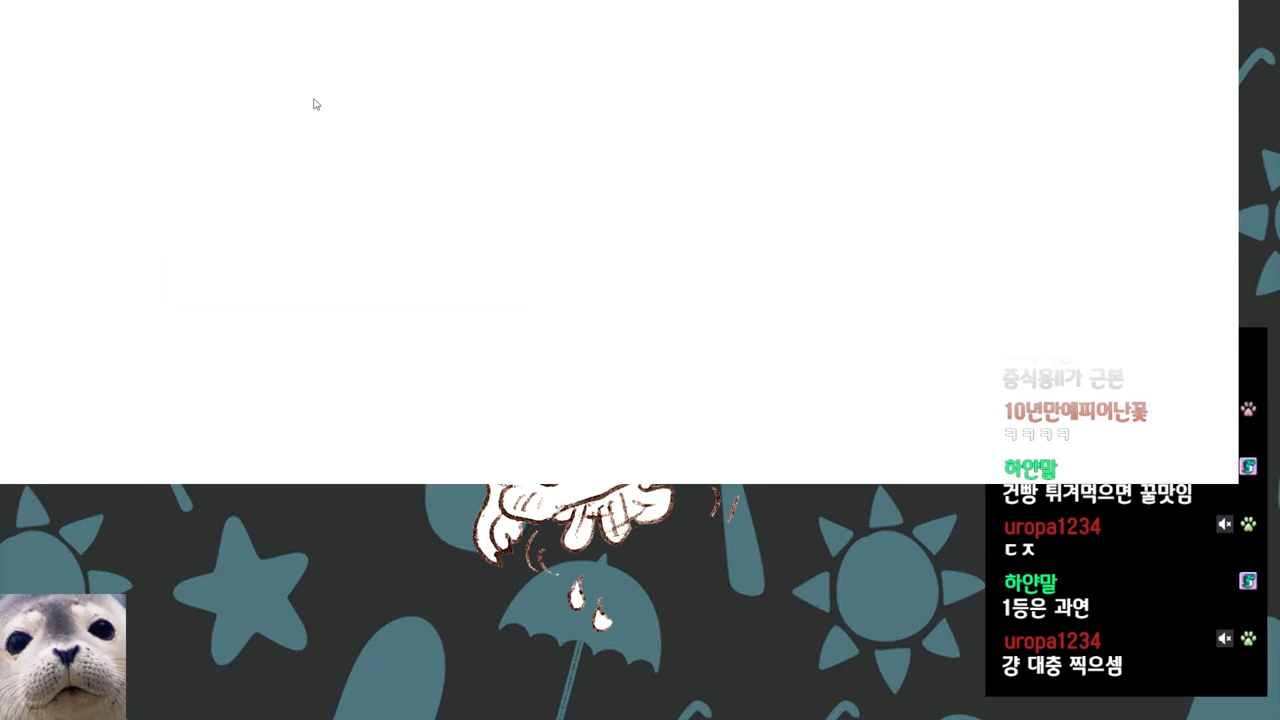 증식용II가 근본
10년만에피어난꽃
ㅋㅋㅋㅋ
하얀말
건빵 튀겨먹으면 꿀맛임
uropa1234
ㄷㅈ
하얀말
1등은 과연
uropa1234
걍 대충 찍으셈